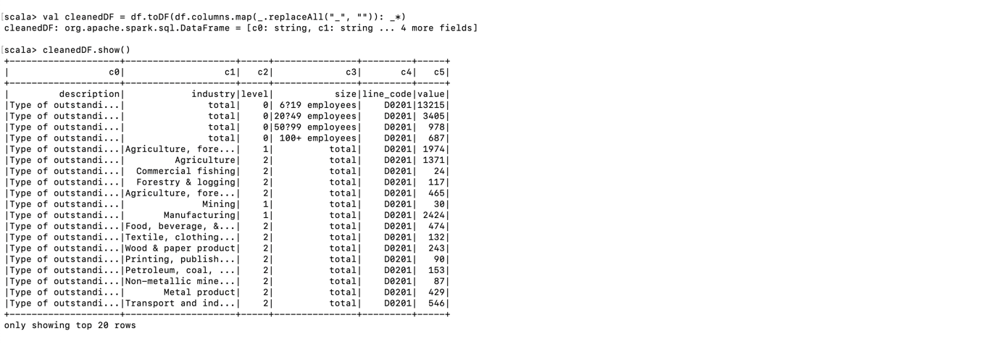 [scala> val cleanedDF = df.toDF(df.columns.map(_.replaceAll("_", "")): _*)
cleanedDF: org.apache.spark.sql.DataFrame = [c0: string, c1: string ... 4 more fields]
[scala> cleanedDF.show()
+--------------------+--------------------+-----+---------------+---------+-----+
|                  c0|                  c1|   c2|             c3|       c4|   c5|
+--------------------+--------------------+-----+---------------+---------+-----+
|         description|            industry|level|           size|line_code|value|
|Type of outstandi...|               total|    0| 6?19 employees|    D0201|13215|
|Type of outstandi...|               total|    0|20?49 employees|    D0201| 3405|
|Type of outstandi...|               total|    0|50?99 employees|    D0201|  978|
|Type of outstandi...|               total|    0| 100+ employees|    D0201|  687|
|Type of outstandi...|Agriculture, fore...|    1|          total|    D0201| 1974|
|Type of outstandi...|         Agriculture|    2|          total|    D0201| 1371|
|Type of outstandi...|  Commercial fishing|    2|          total|    D0201|   24|
|Type of outstandi...|  Forestry & logging|    2|          total|    D0201|  117|
|Type of outstandi...|Agriculture, fore...|    2|          total|    D0201|  465|
|Type of outstandi...|              Mining|    1|          total|    D0201|   30|
|Type of outstandi...|       Manufacturing|    1|          total|    D0201| 2424|
|Type of outstandi...|Food, beverage, &...|    2|          total|    D0201|  474|
|Type of outstandi...|Textile, clothing...|    2|          total|    D0201|  132|
|Type of outstandi...|Wood & paper product|    2|          total|    D0201|  243|
|Type of outstandi...|Printing, publish...|    2|          total|    D0201|   90|
|Type of outstandi...|Petroleum, coal, ...|    2|          total|    D0201|  153|
|Type of outstandi...|Non-metallic mine...|    2|          total|    D0201|   87|
|Type of outstandi...|       Metal product|    2|          total|    D0201|  429|
|Type of outstandi...|Transport and ind...|    2|          total|    D0201|  546|
+--------------------+--------------------+-----+---------------+---------+-----+
only showing top 20 rows